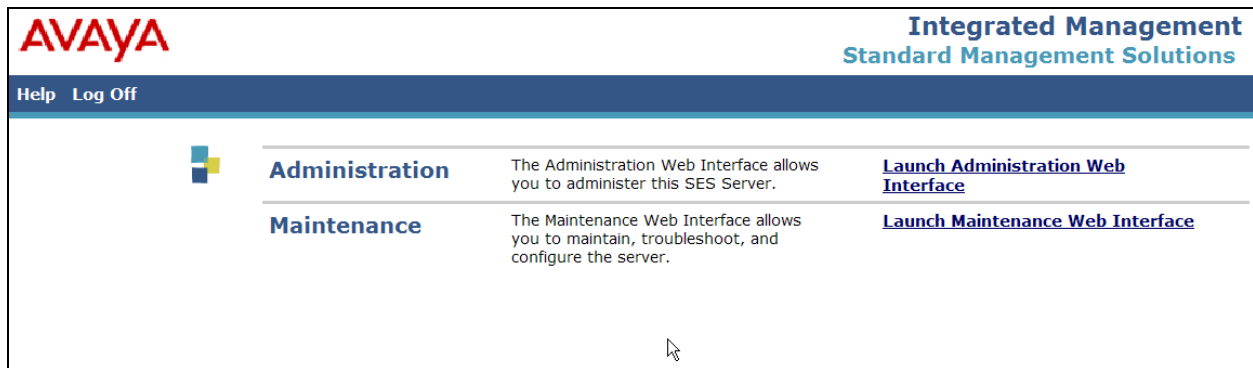 AVAYA
Integrated Management
Standard Management Solutions
Help Log Off
Administration
The Administration Web Interface allows
you to administer this SES Server.
Launch Administration Web
Interface
Maintenance
The Maintenance Web Interface allows
you to maintain, troubleshoot, and
configure the server.
Launch Maintenance Web Interface